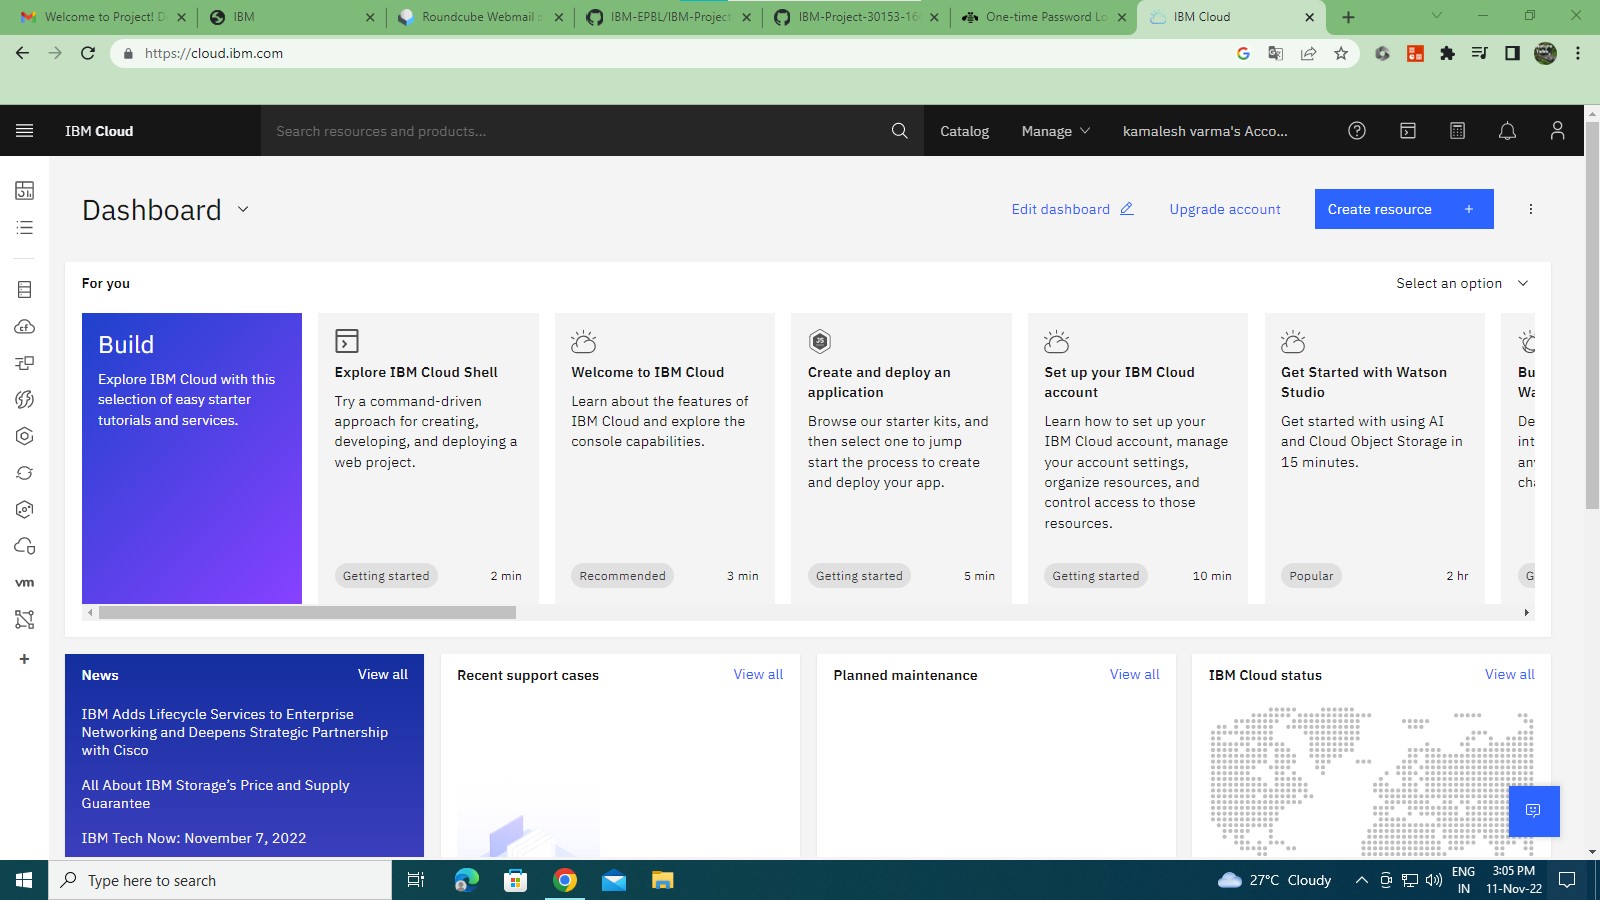 Welcome to Project! D
IBM
Roundcube Webmail ::
IBM-EPBL/IBM-Project
IBM-Project-30153-16
One-time Password Lo
IBM Cloud
https://cloud.ibm.com
IBM Cloud
Search resources and products...
Catalog
Manage
kamalesh varma's Acco...
Dashboard
Edit dashboard
Upgrade account
Create resource +
For you
Select an option
Build
Explore IBM Cloud with this
selection of easy starter
tutorials and services.
Explore IBM Cloud Shell
Try a command-driven
approach for creating,
developing, and deploying a
web project.
Getting started
2 min
Welcome to IBM Cloud
Learn about the features of
IBM Cloud and explore the
console capabilities.
Recommended
3 min
JS
Create and deploy an
application
Browse our starter kits, and
then select one to jump
start the process to create
and deploy your app.
Getting started
5 min
Set up your IBM Cloud
account
Learn how to set up your
IBM Cloud account, manage
your account settings,
organize resources, and
control access to those
resources.
Getting started
10 min
Get Started with Watson
Studio
Get started with using AI
and Cloud Object Storage in
15 minutes.
Popular
2 hr
Bu
Wa
De
int
any
cha
G
cf
vm
News
View all
IBM Adds Lifecycle Services to Enterprise
Networking and Deepens Strategic Partnership
with Cisco
All About IBM Storage’s Price and Supply
Guarantee
IBM Tech Now: November 7, 2022
Recent support cases
View all
Planned maintenance
View all
IBM Cloud status
View all
Type here to search
27°C Cloudy
ENG
IN
3:05 PM
11-Nov-22